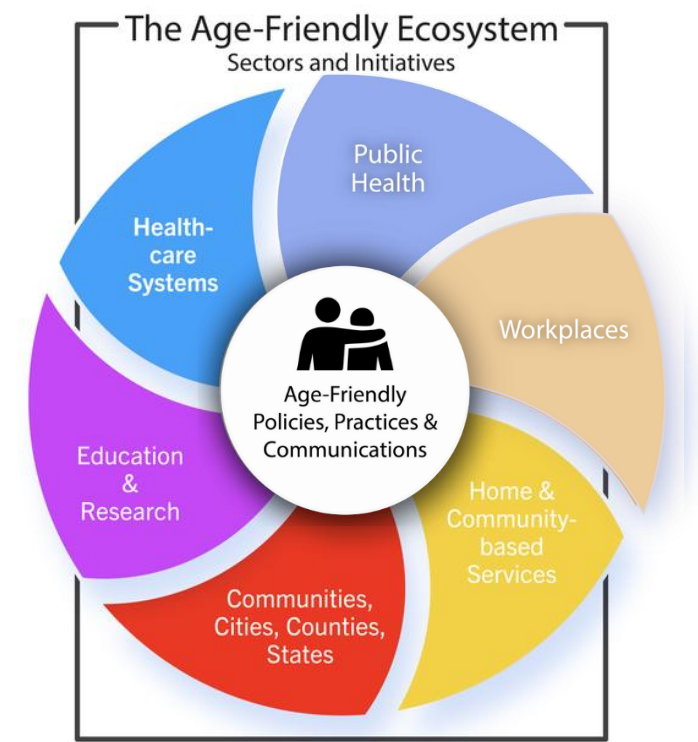 The Age-Friendly Ecosystem
Sectors and Initiatives
Public
Health
Workplaces
Home &
Community-
based
Services
Communities,
Cities, Counties,
States
Education
&
Research
Health-
care
Systems
Age-Friendly
Policies, Practices &
Communications